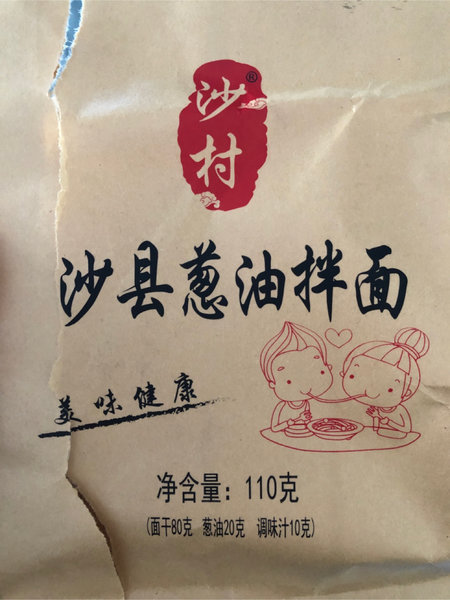 沙村®
沙县葱油拌面
美味健康
净含量：110克
(面干80克 葱油20克 调味汁10克)